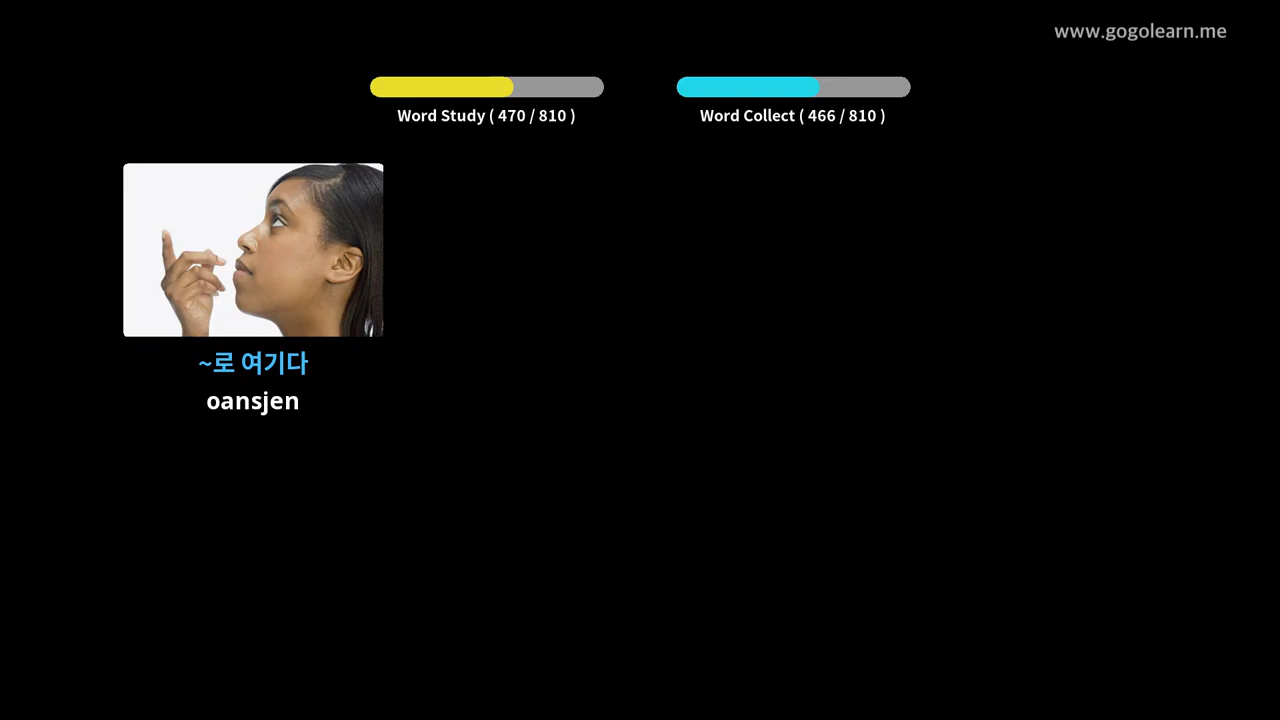 www.gogolearn.me
Word Study ( 470 / 810 )
Word Collect ( 466 / 810 )
~로 여기다
oansjen